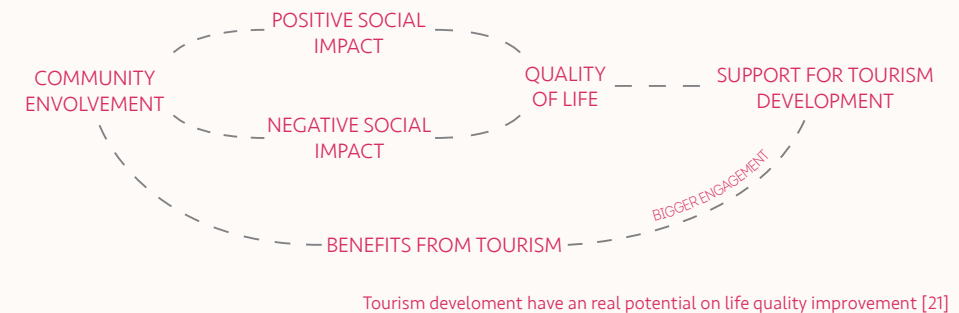 POSITIVE SOCIAL
IMPACT
COMMUNITY
ENVOLVEMENT
QUALITY
OF LIFE
SUPPORT FOR TOURISM
DEVELOPMENT
NEGATIVE SOCIAL
IMPACT
BIGGER ENGAGEMENT
BENEFITS FROM TOURISM
Tourism develoment have an real potential on life quality improvement [21]